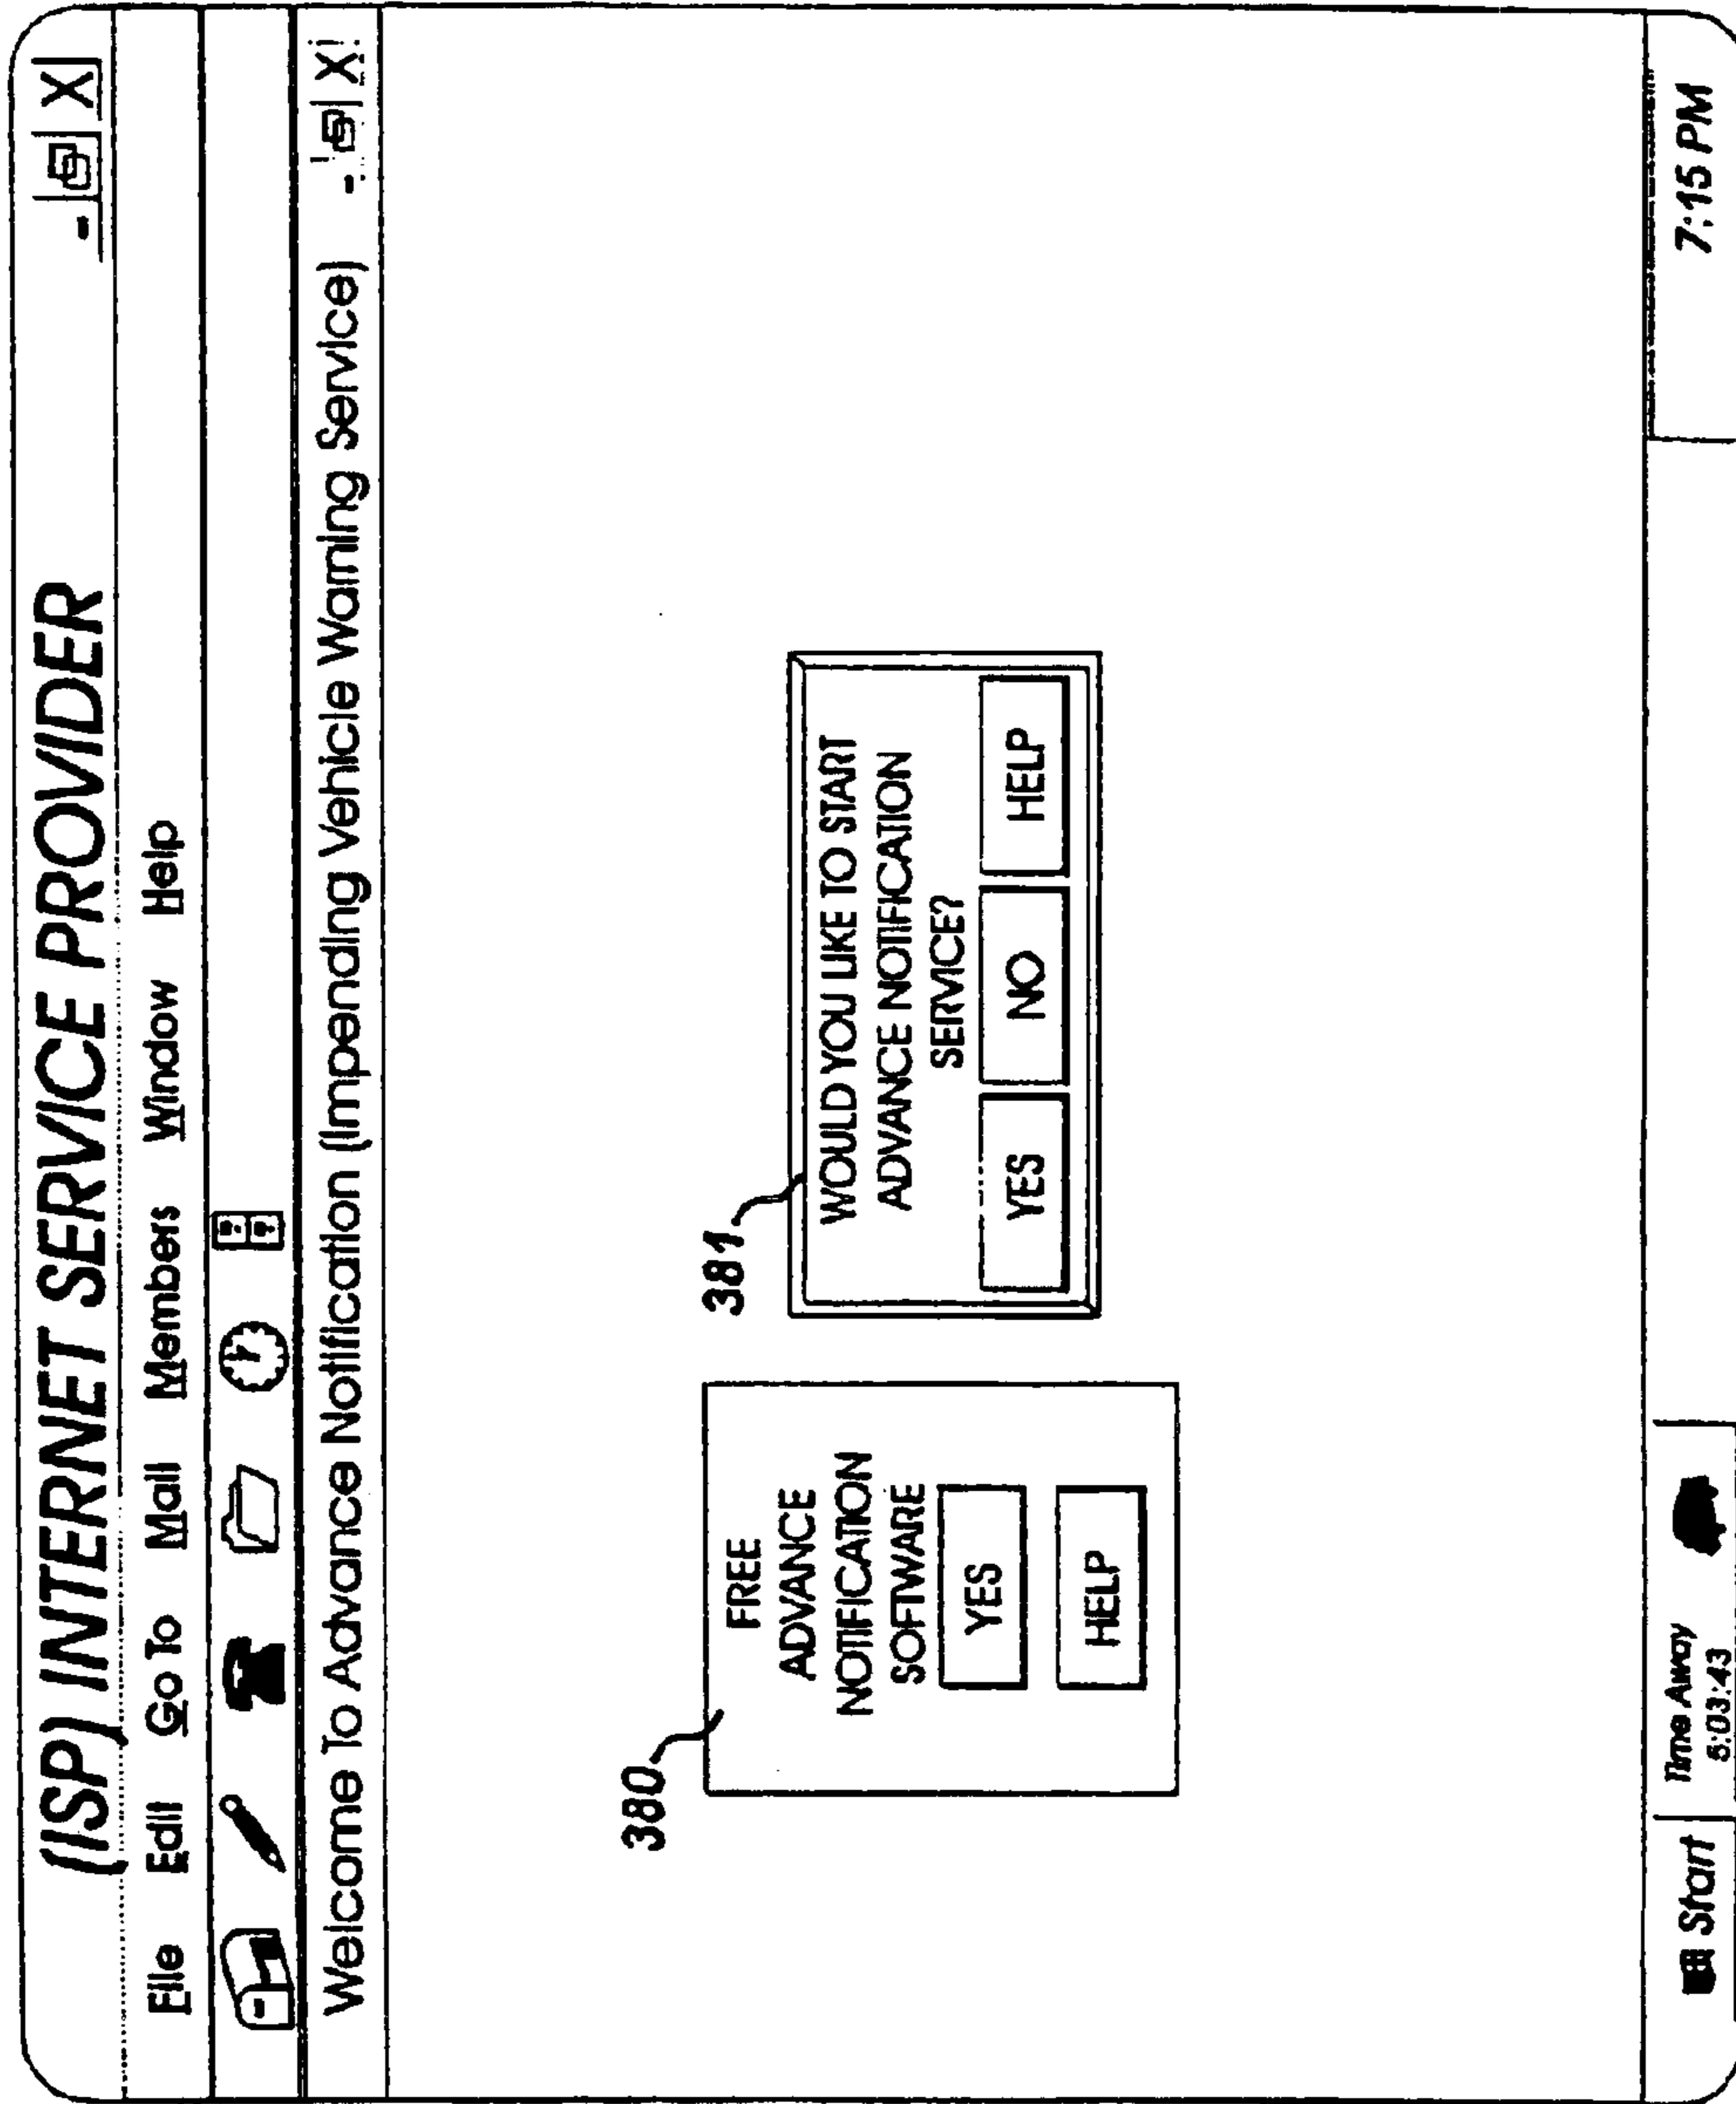 (ISP) INTERNET SERVICE PROVIDER
File Edit Go To Mail Members Window Help
Welcome To Advance Notification (Impending Vehicle Warning Service)
380
FREE
ADVANCE
NOTIFICATION
SOFTWARE
YES
HELP
381
WOULD YOU LIKE TO START
ADVANCE NOTIFICATION
SERVICE?
YES NO HELP
Start
Time Away
5:03:43
7:15 PM